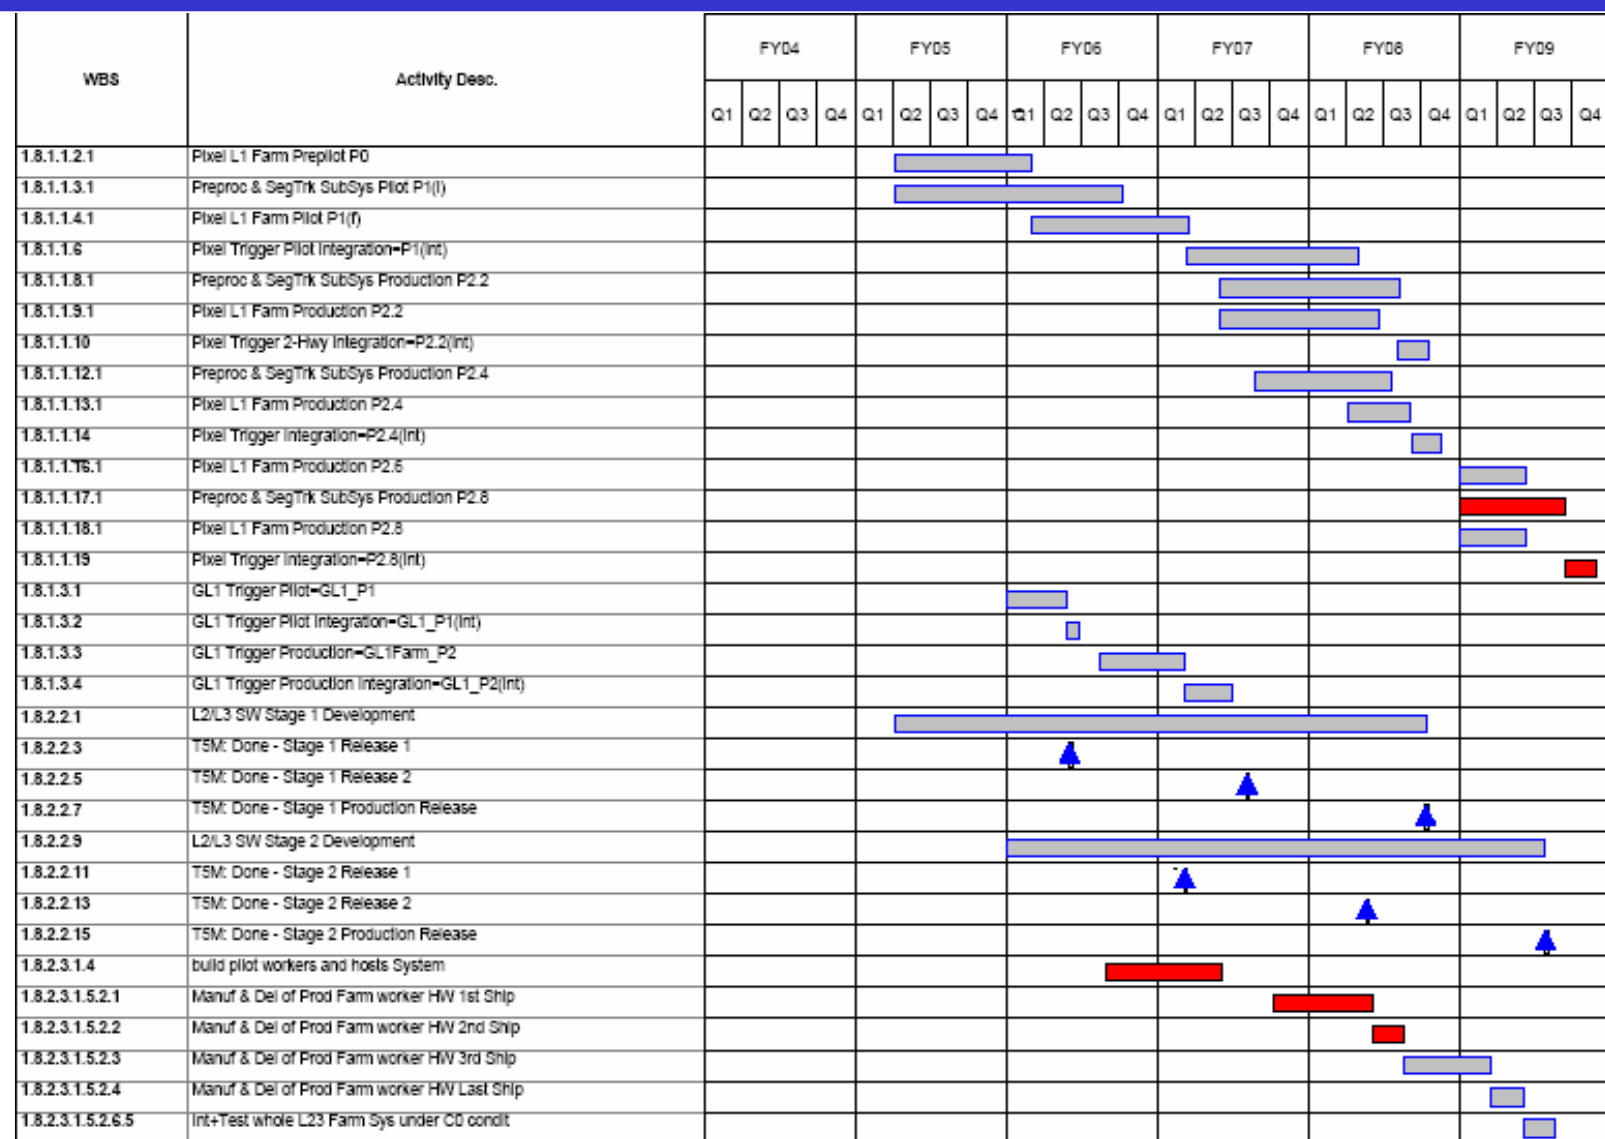 WBS Activity Desc. FY04 FY05 FY06 FY07 FY08 FY09
Q1 Q2 Q3 Q4 Q1 Q2 Q3 Q4 Q1 Q2 Q3 Q4 Q1 Q2 Q3 Q4 Q1 Q2 Q3 Q4 Q1 Q2 Q3 Q4
1.8.1.1.2.1 Pixel L1 Farm Prepilot P0
1.8.1.1.3.1 Preproc & SegTrk SubSys Pilot P1(i)
1.8.1.1.4.1 Pixel L1 Farm Pilot P1(f)
1.8.1.1.6 Pixel Trigger Pilot Integration=P1(Int)
1.8.1.1.8.1 Preproc & SegTrk SubSys Production P2.2
1.8.1.1.9.1 Pixel L1 Farm Production P2.2
1.8.1.1.10 Pixel Trigger 2-Hwy Integration=P2.2(Int)
1.8.1.1.12.1 Preproc & SegTrk SubSys Production P2.4
1.8.1.1.13.1 Pixel L1 Farm Production P2.4
1.8.1.1.14 Pixel Trigger Integration=P2.4(Int)
1.8.1.1.16.1 Pixel L1 Farm Production P2.6
1.8.1.1.17.1 Preproc & SegTrk SubSys Production P2.8
1.8.1.1.18.1 Pixel L1 Farm Production P2.8
1.8.1.1.19 Pixel Trigger Integration=P2.8(Int)
1.8.1.3.1 GL1 Trigger Pilot=GL1_P1
1.8.1.3.2 GL1 Trigger Pilot Integration=GL1_P1(Int)
1.8.1.3.3 GL1 Trigger Production=GL1Farm_P2
1.8.1.3.4 GL1 Trigger Production Integration=GL1_P2(Int)
1.8.2.2.1 L2/L3 SW Stage 1 Development
1.8.2.2.3 T5M: Done - Stage 1 Release 1
1.8.2.2.5 T5M: Done - Stage 1 Release 2
1.8.2.2.7 T5M: Done - Stage 1 Production Release
1.8.2.2.9 L2/L3 SW Stage 2 Development
1.8.2.2.11 T5M: Done - Stage 2 Release 1
1.8.2.2.13 T5M: Done - Stage 2 Release 2
1.8.2.2.15 T5M: Done - Stage 2 Production Release
1.8.2.3.1.4 build pilot workers and hosts System
1.8.2.3.1.5.2.1 Manuf & Del of Prod Farm worker HW 1st Ship
1.8.2.3.1.5.2.2 Manuf & Del of Prod Farm worker HW 2nd Ship
1.8.2.3.1.5.2.3 Manuf & Del of Prod Farm worker HW 3rd Ship
1.8.2.3.1.5.2.4 Manuf & Del of Prod Farm worker HW Last Ship
1.8.2.3.1.5.2.6.5 Int+Test whole L23 Farm Sys under C0 condit